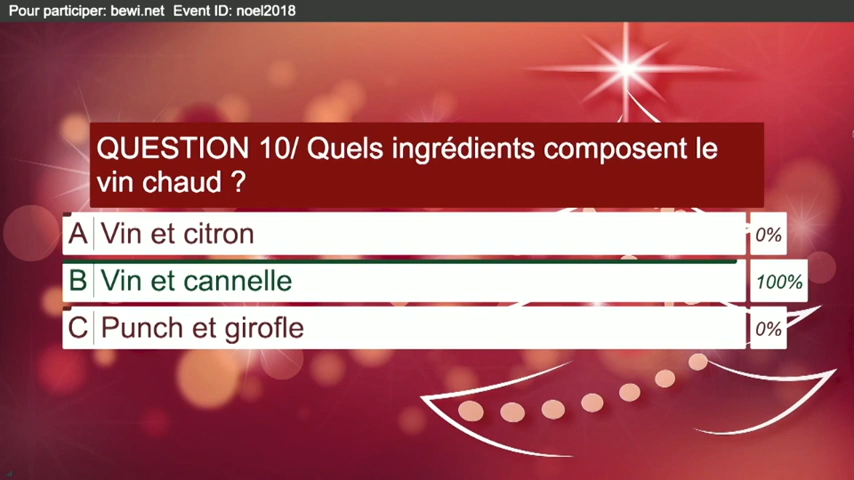 Pour participer: bewi.net Event ID: noel2018
QUESTION 10/ Quels ingrédients composent le
vin chaud ?
A Vin et citron 0%
B Vin et cannelle 100%
C Punch et girofle 0%